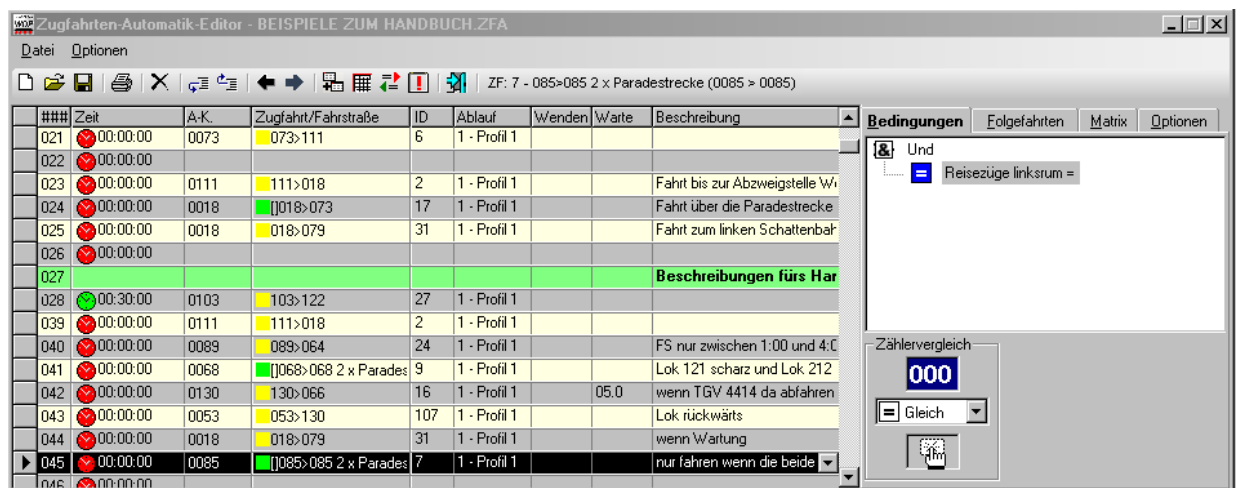 WDP Zugfahrten-Automatik-Editor - BEISPIELE ZUM HANDBUCH.ZFA
Datei Optionen
ZF: 7 - 085>085 2 x Paradestrecke (0085 > 0085)
### Zeit A-K. Zugfahrt/Fahrstraße ID Ablauf Wenden Warte Beschreibung
021 00:00:00 0073 073>111 6 1 - Profil 1
022 00:00:00
023 00:00:00 0111 111>018 2 1 - Profil 1 Fahrt bis zur Abzweigstelle
024 00:00:00 0018 []018>073 17 1 - Profil 1 Fahrt über die Paradestrecke
025 00:00:00 0018 018>079 31 1 - Profil 1 Fahrt zum linken Schattenbah
026 00:00:00
027 Beschreibungen fürs Har
028 00:30:00 0103 103>122 27 1 - Profil 1
039 00:00:00 0111 111>018 2 1 - Profil 1
040 00:00:00 0089 089>064 24 1 - Profil 1 FS nur zwischen 1:00 und 4:0
041 00:00:00 0068 []068>068 2 x Parades 9 1 - Profil 1 Lok 121 scharz und Lok 212
042 00:00:00 0130 130>066 16 1 - Profil 1 05.0 wenn TGV 4414 da abfahren
043 00:00:00 0053 053>130 107 1 - Profil 1 Lok rückwärts
044 00:00:00 0018 018>079 31 1 - Profil 1 wenn Wartung
045 00:00:00 0085 []085>085 2 x Parades 7 1 - Profil 1 nur fahren wenn die beide
046 00:00:00
Bedingungen Folgefahrten Matrix Optionen
& Und
= Reisezüge linksrum =
Zählervergleich
000
= Gleich